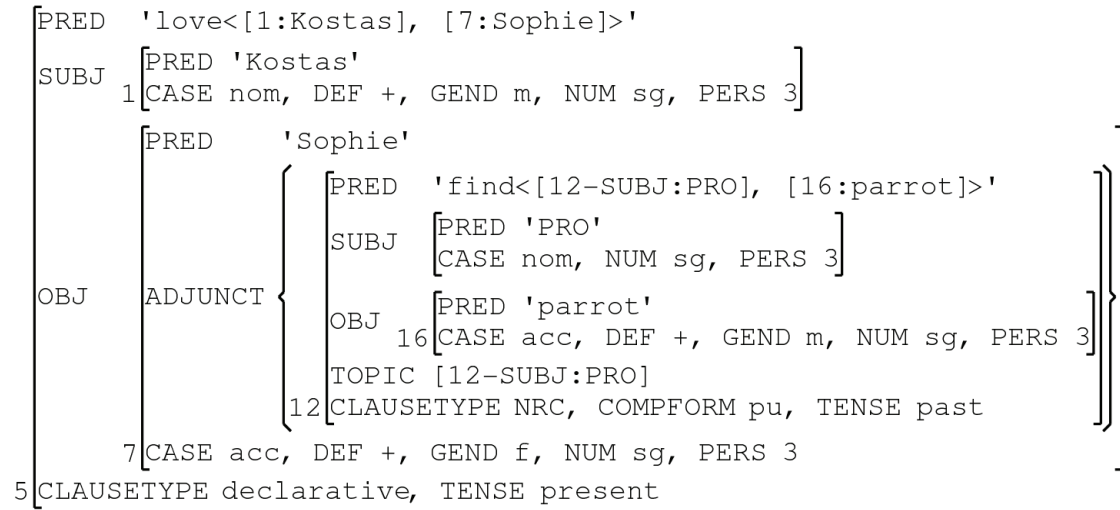 PRED 'love<[1:Kostas], [7:Sophie]>'
SUBJ
PRED 'Kostas'
1 CASE nom, DEF +, GEND m, NUM sg, PERS 3
PRED 'Sophie'
PRED 'find<[12-SUBJ:PRO], [16:parrot]>'
SUBJ
PRED 'PRO'
CASE nom, NUM sg, PERS 3
OBJ ADJUNCT
OBJ
PRED 'parrot'
16 CASE acc, DEF +, GEND m, NUM sg, PERS 3
TOPIC [12-SUBJ:PRO]
12 CLAUSETYPE NRC, COMPFORM pu, TENSE past
7 CASE acc, DEF +, GEND f, NUM sg, PERS 3
5 CLAUSETYPE declarative, TENSE present